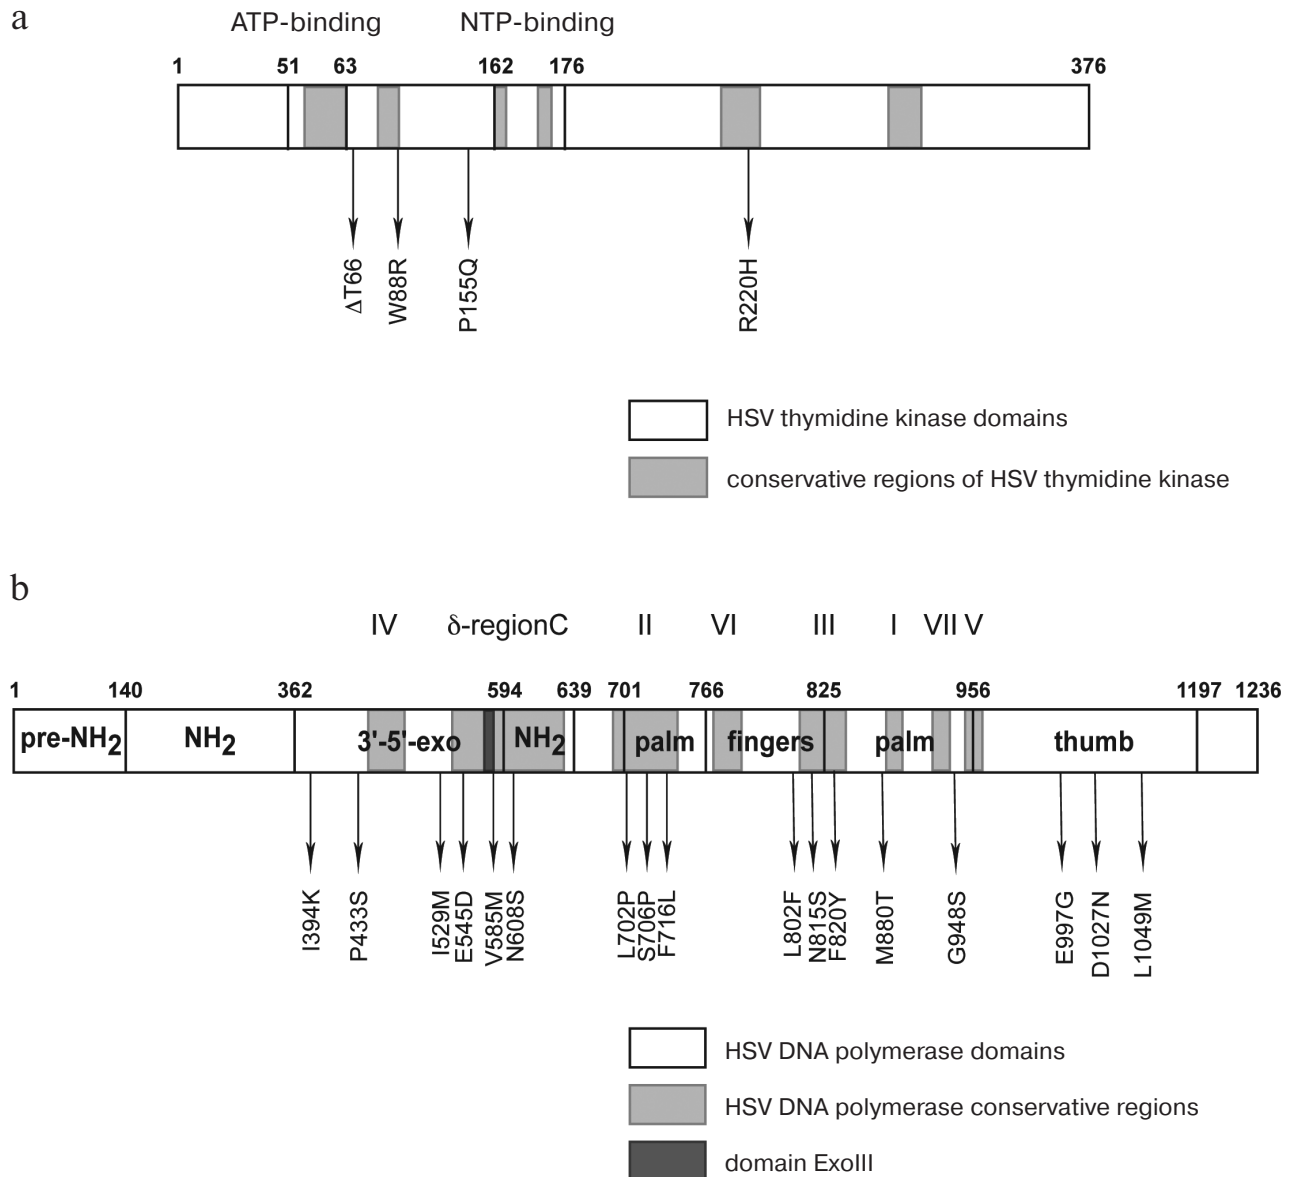 a
ATP-binding NTP-binding
1 51 63 162 176 376
ΔT66 W88R P155Q R220H
HSV thymidine kinase domains
conservative regions of HSV thymidine kinase
b
IV δ-regionC II VI III I VII V
1 140 362 594 639 701 766 825 956 1197 1236
pre-NH2 NH2 3'-5'-exo NH2 palm fingers palm thumb
I394K P433S I529M E545D V585M N608S L702P S706P F716L L802F N815S F820Y M880T G948S E997G D1027N L1049M
HSV DNA polymerase domains
HSV DNA polymerase conservative regions
domain ExoIII